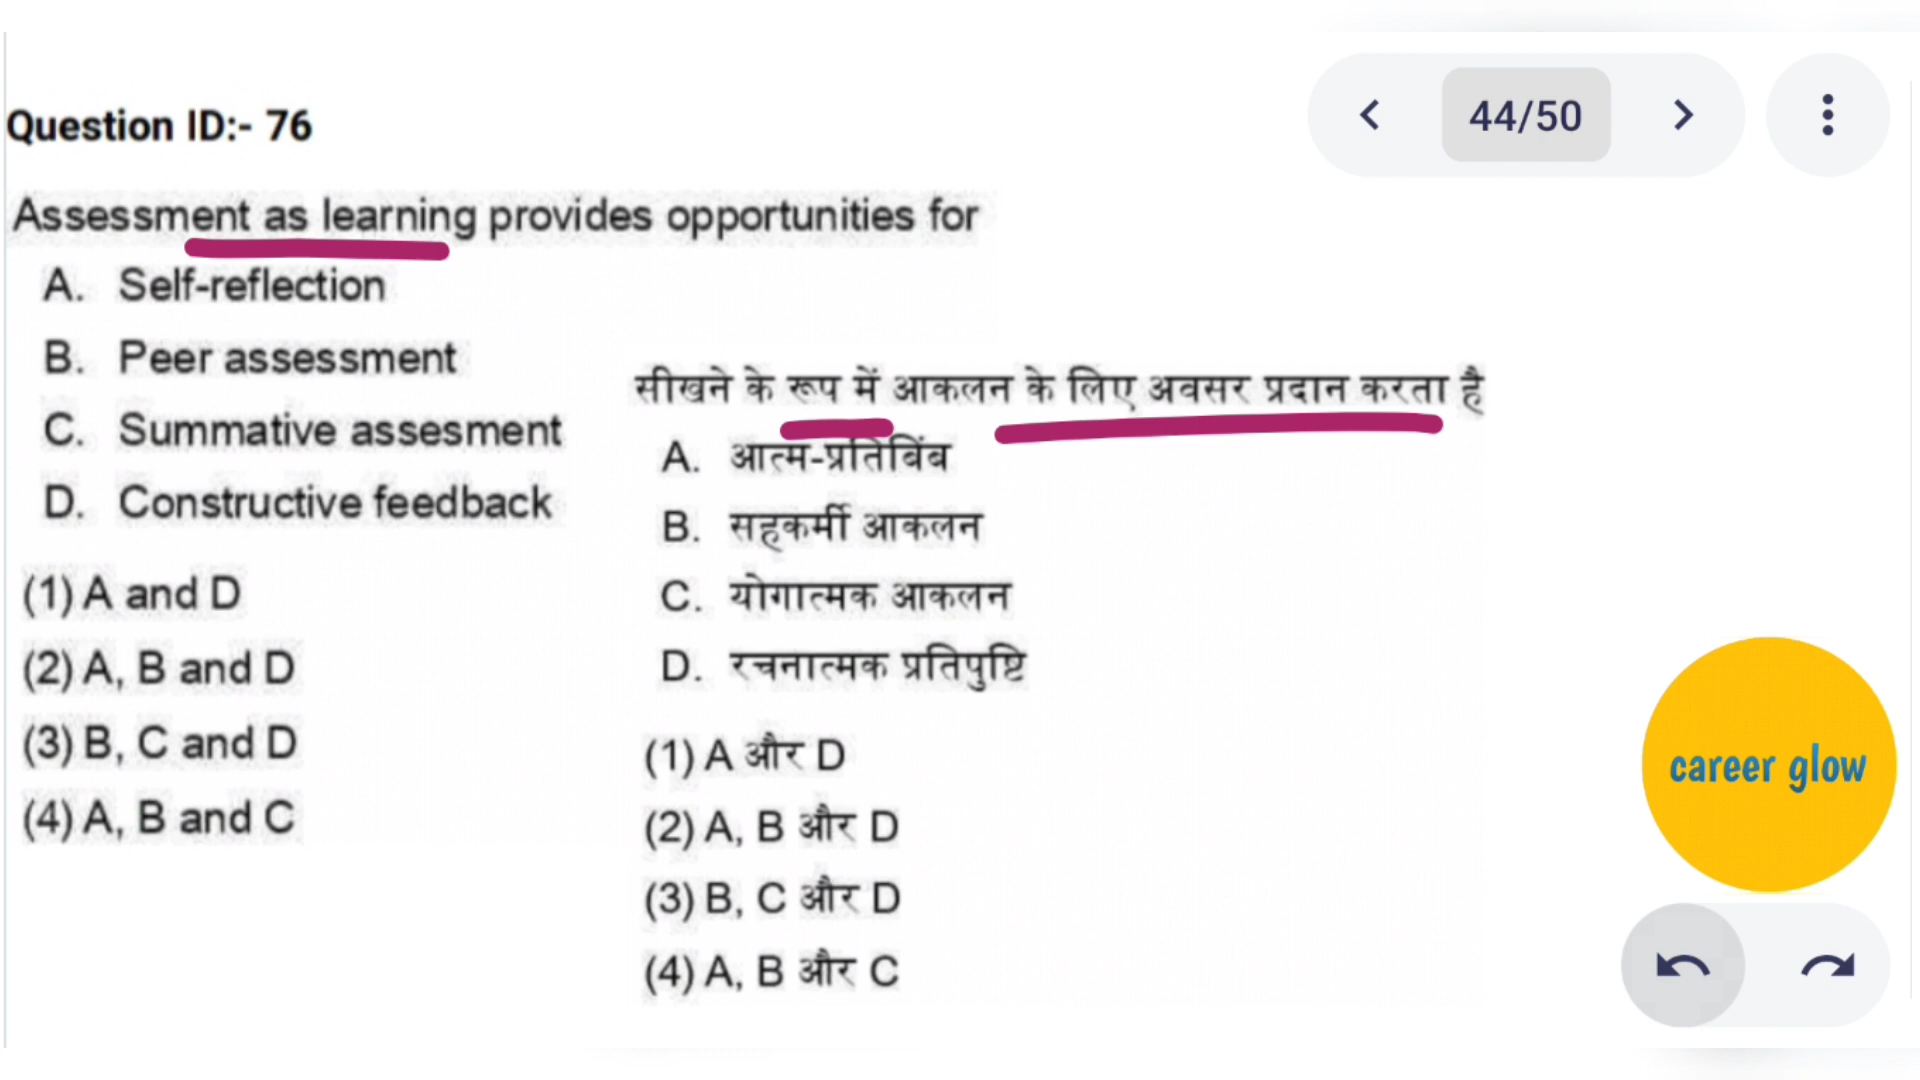 44/50
Question ID:- 76
Assessment as learning provides opportunities for
A. Self-reflection
B. Peer assessment
C. Summative assesment
D. Constructive feedback
(1) A and D
(2) A, B and D
(3) B, C and D
(4) A, B and C
सीखने के रूप में आकलन के लिए अवसर प्रदान करता है
A. आत्म-प्रतिबिंब
B. सहकर्मी आकलन
C. योगात्मक आकलन
D. रचनात्मक प्रतिपुष्टि
(1) A और D
(2) A, B और D
(3) B, C और D
(4) A, B और C
career glow